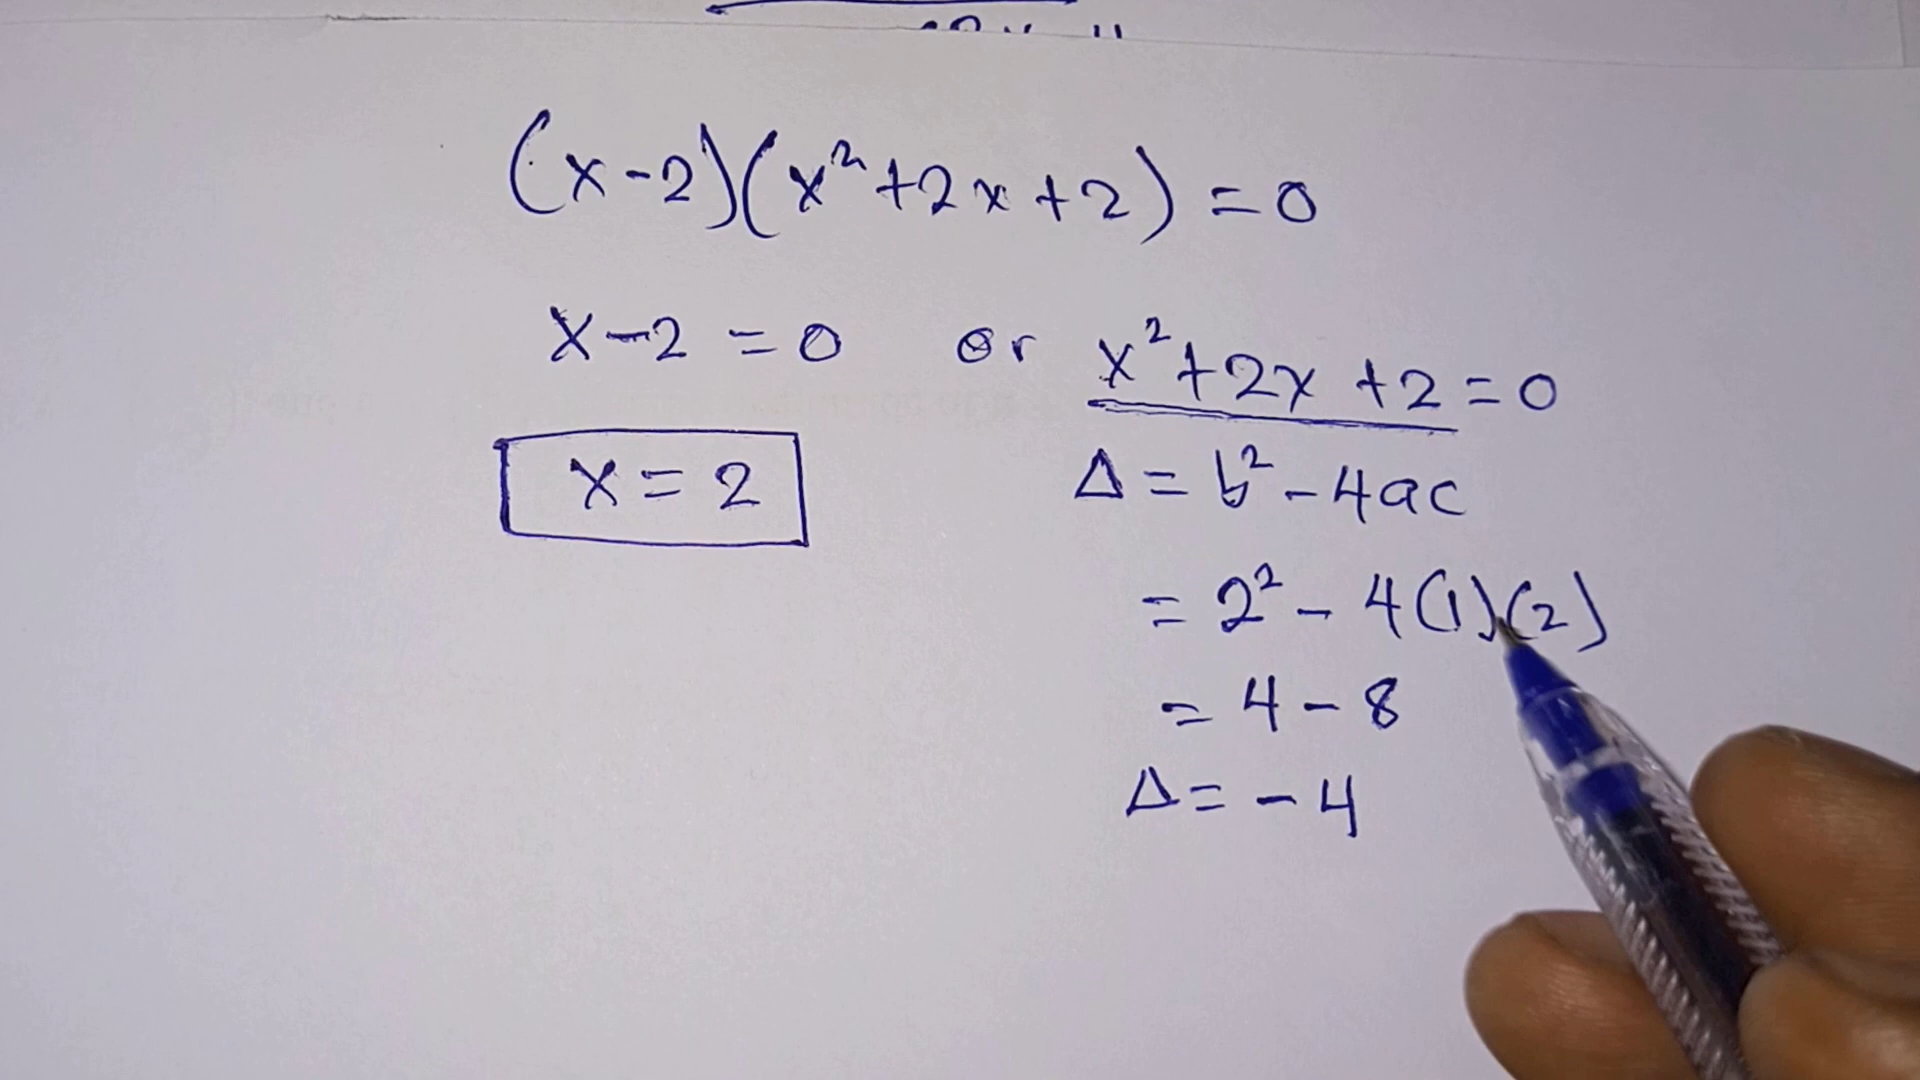 (x-2)(x²+2x+2)=0
x-2=0 or x²+2x+2=0
x=2
Δ=b²-4ac
=2²-4(1)(2)
=4-8
Δ=-4